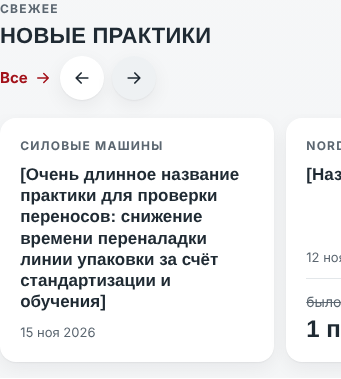 СВЕЖЕЕ
НОВЫЕ ПРАКТИКИ
Все → ← →
СИЛОВЫЕ МАШИНЫ
[Очень длинное название
практики для проверки
переносов: снижение
времени переналадки
линии упаковки за счёт
стандартизации и
обучения]
15 ноя 2026
NORD
[Наз
12 ноя
было
1 п